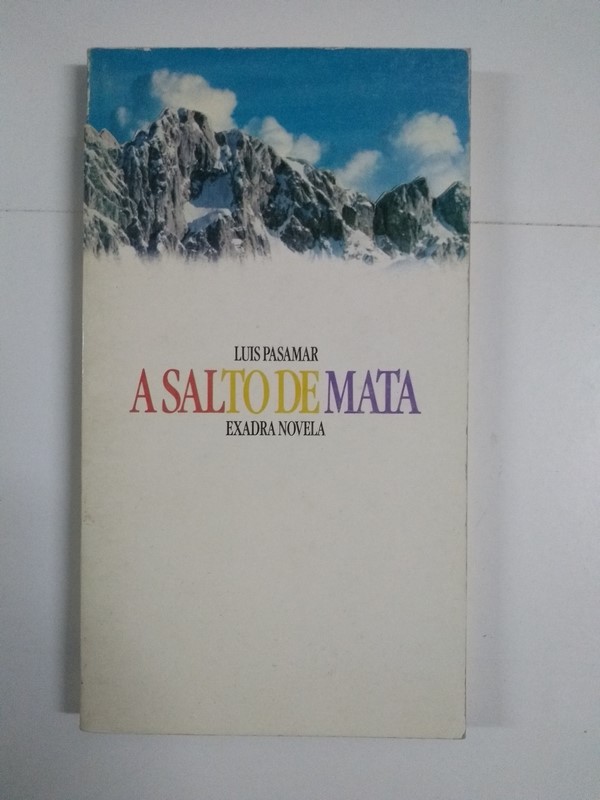 LUIS PASAMAR
A SALTO DE MATA
EXADRA NOVELA